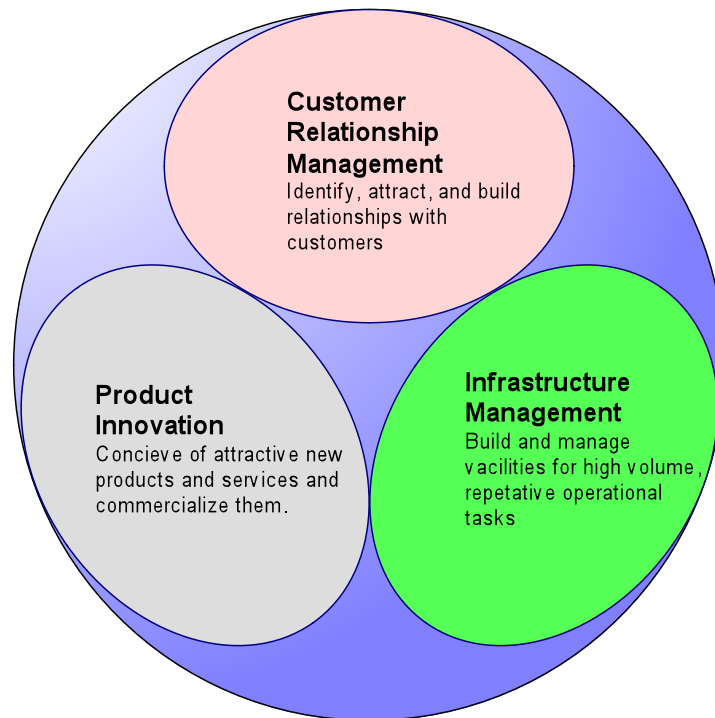 Customer
Relationship
Management
Identify, attract, and build
relationships with
customers
Product
Innovation
Concieve of attractive new
products and services and
commercialize them.
Infrastructure
Management
Build and manage
vacilities for high volume,
repetative operational
tasks